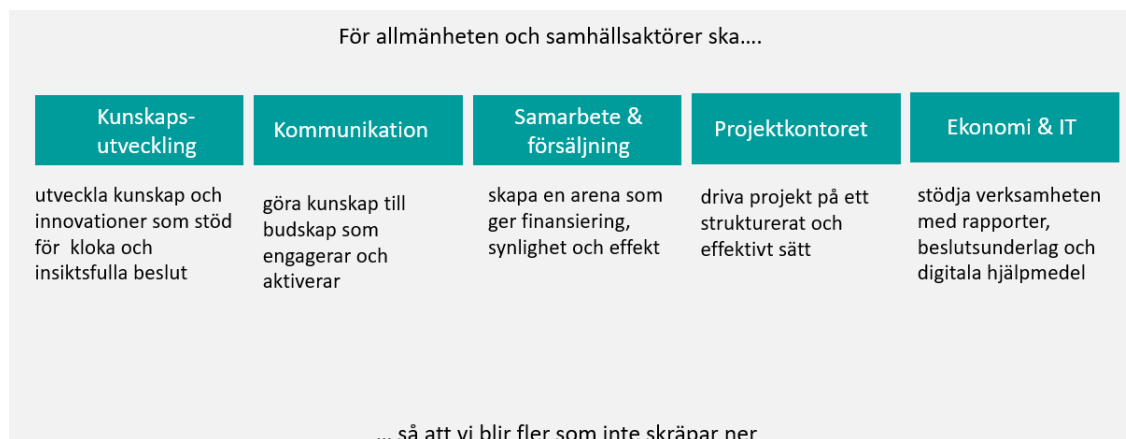 För allmänheten och samhällsaktörer ska....
Kunskaps-
utveckling
utveckla kunskap och
innovationer som stöd
för kloka och
insiktsfulla beslut
Kommunikation
göra kunskap till
budskap som
engagerar och
aktiverar
Samarbete &
försäljning
skapa en arena som
ger finansiering,
synlighet och effekt
Projektkontoret
driva projekt på ett
strukturerat och
effektivt sätt
Ekonomi & IT
stödja verksamheten
med rapporter,
beslutsunderlag och
digitala hjälpmedel
... så att vi blir fler som inte skräpar ner